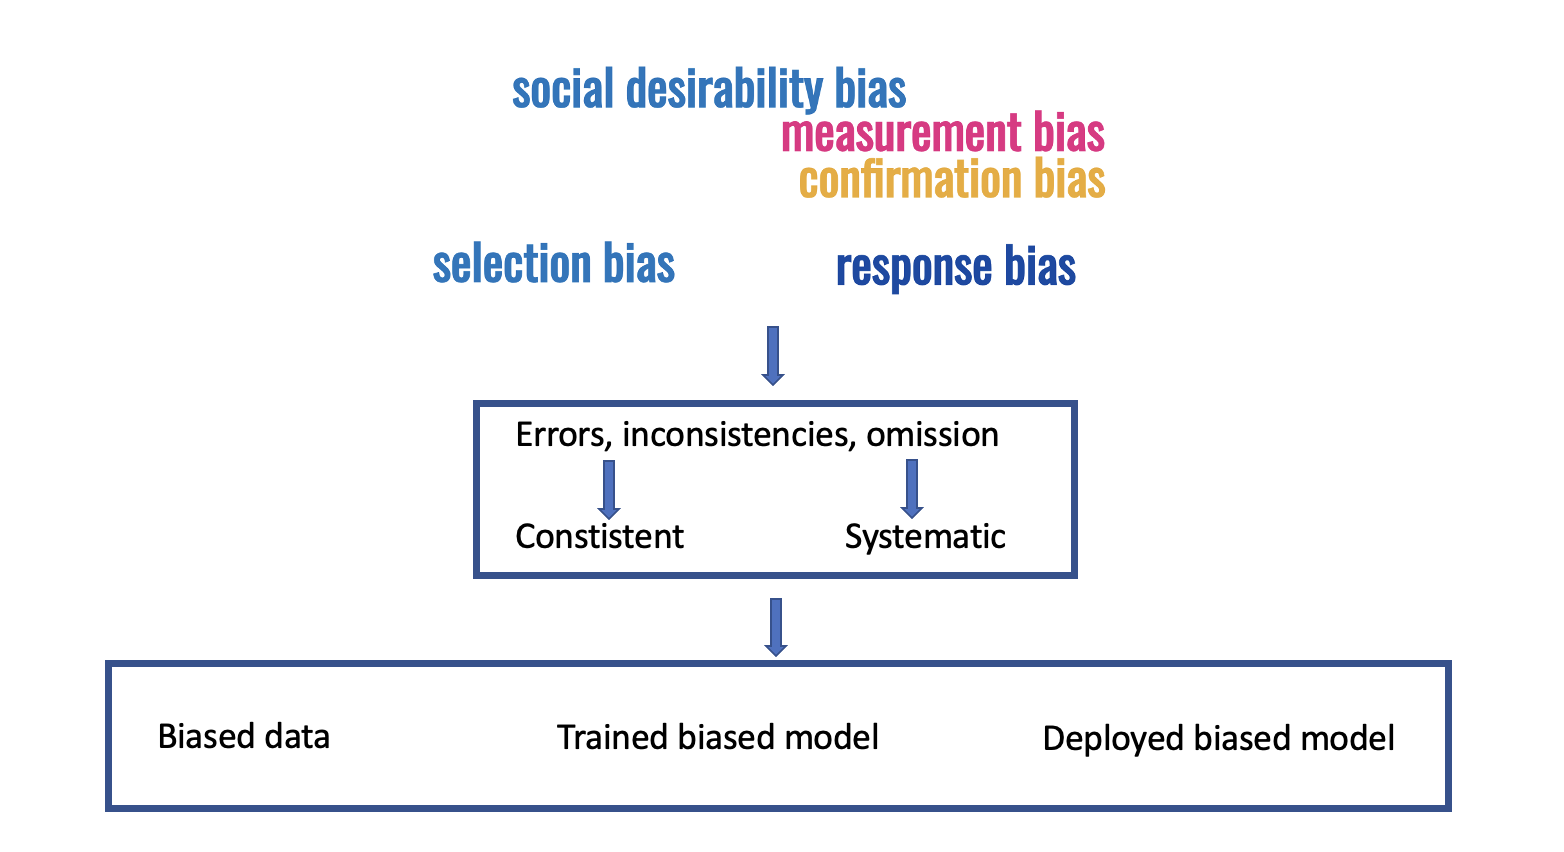 social desirability bias
measurement bias
confirmation bias
selection bias
response bias
Errors, inconsistencies, omission
Constistent
Systematic
Biased data
Trained biased model
Deployed biased model